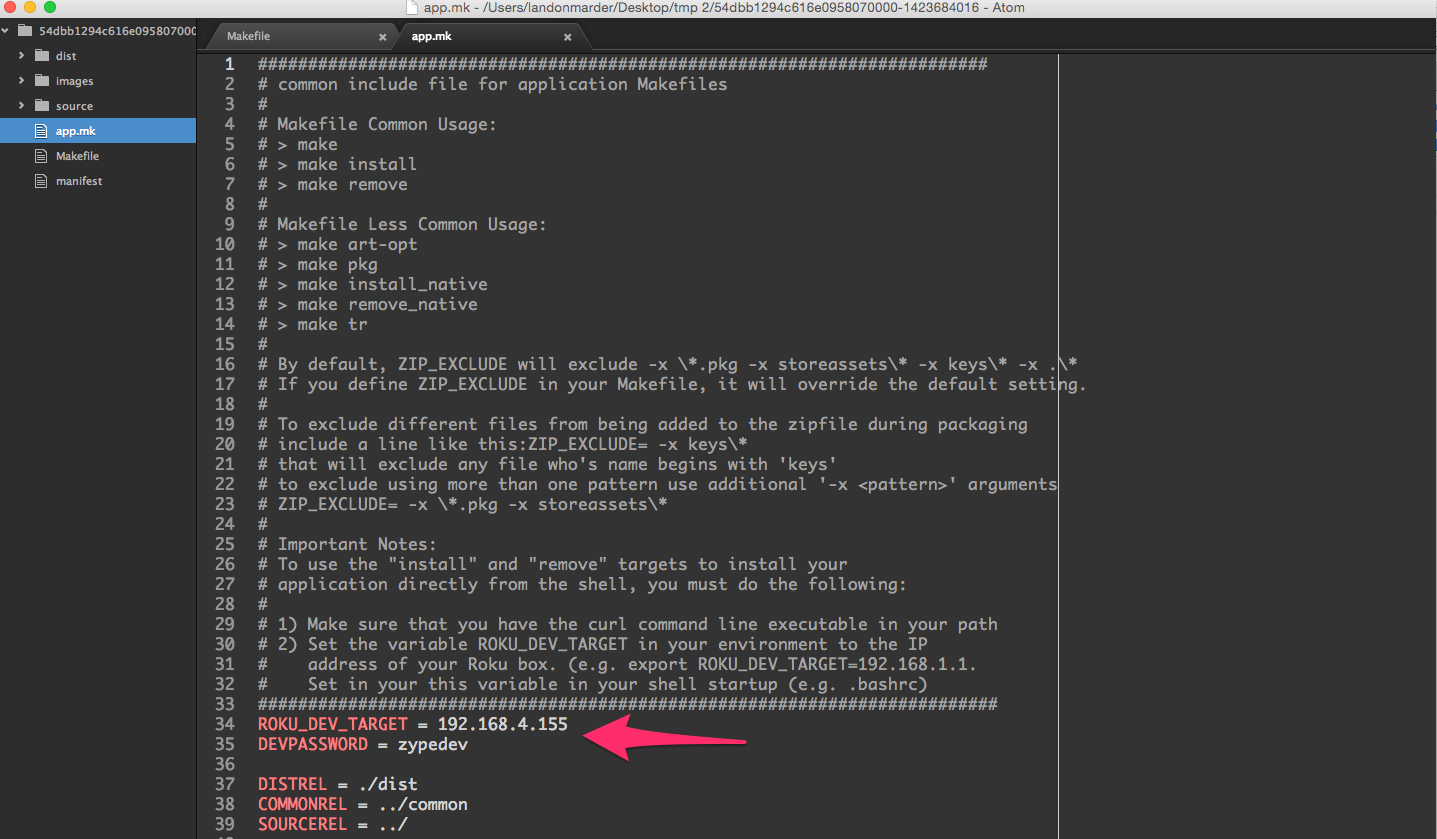 app.mk - /Users/landonmarder/Desktop/tmp 2/54dbb1294c616e0958070000-1423684016 - Atom
54dbb1294c616e095807000
dist
images
source
app.mk
Makefile
manifest
Makefile
app.mk
1 #########################################################################
2 # common include file for application Makefiles
3 #
4 # Makefile Common Usage:
5 # > make
6 # > make install
7 # > make remove
8 #
9 # Makefile Less Common Usage:
10 # > make art-opt
11 # > make pkg
12 # > make install_native
13 # > make remove_native
14 # > make tr
15 #
16 # By default, ZIP_EXCLUDE will exclude -x \*.pkg -x storeassets\* -x keys\* -x .\*
17 # If you define ZIP_EXCLUDE in your Makefile, it will override the default setting.
18 #
19 # To exclude different files from being added to the zipfile during packaging
20 # include a line like this:ZIP_EXCLUDE= -x keys\*
21 # that will exclude any file who's name begins with 'keys'
22 # to exclude using more than one pattern use additional '-x <pattern>' arguments
23 # ZIP_EXCLUDE= -x \*.pkg -x storeassets\*
24 #
25 # Important Notes:
26 # To use the "install" and "remove" targets to install your
27 # application directly from the shell, you must do the following:
28 #
29 # 1) Make sure that you have the curl command line executable in your path
30 # 2) Set the variable ROKU_DEV_TARGET in your environment to the IP
31 #    address of your Roku box. (e.g. export ROKU_DEV_TARGET=192.168.1.1.
32 #    Set in your this variable in your shell startup (e.g. .bashrc)
33 ##########################################################################
34 ROKU_DEV_TARGET = 192.168.4.155
35 DEVPASSWORD = zypedev
36
37 DISTREL = ./dist
38 COMMONREL = ../common
39 SOURCEREL = ../